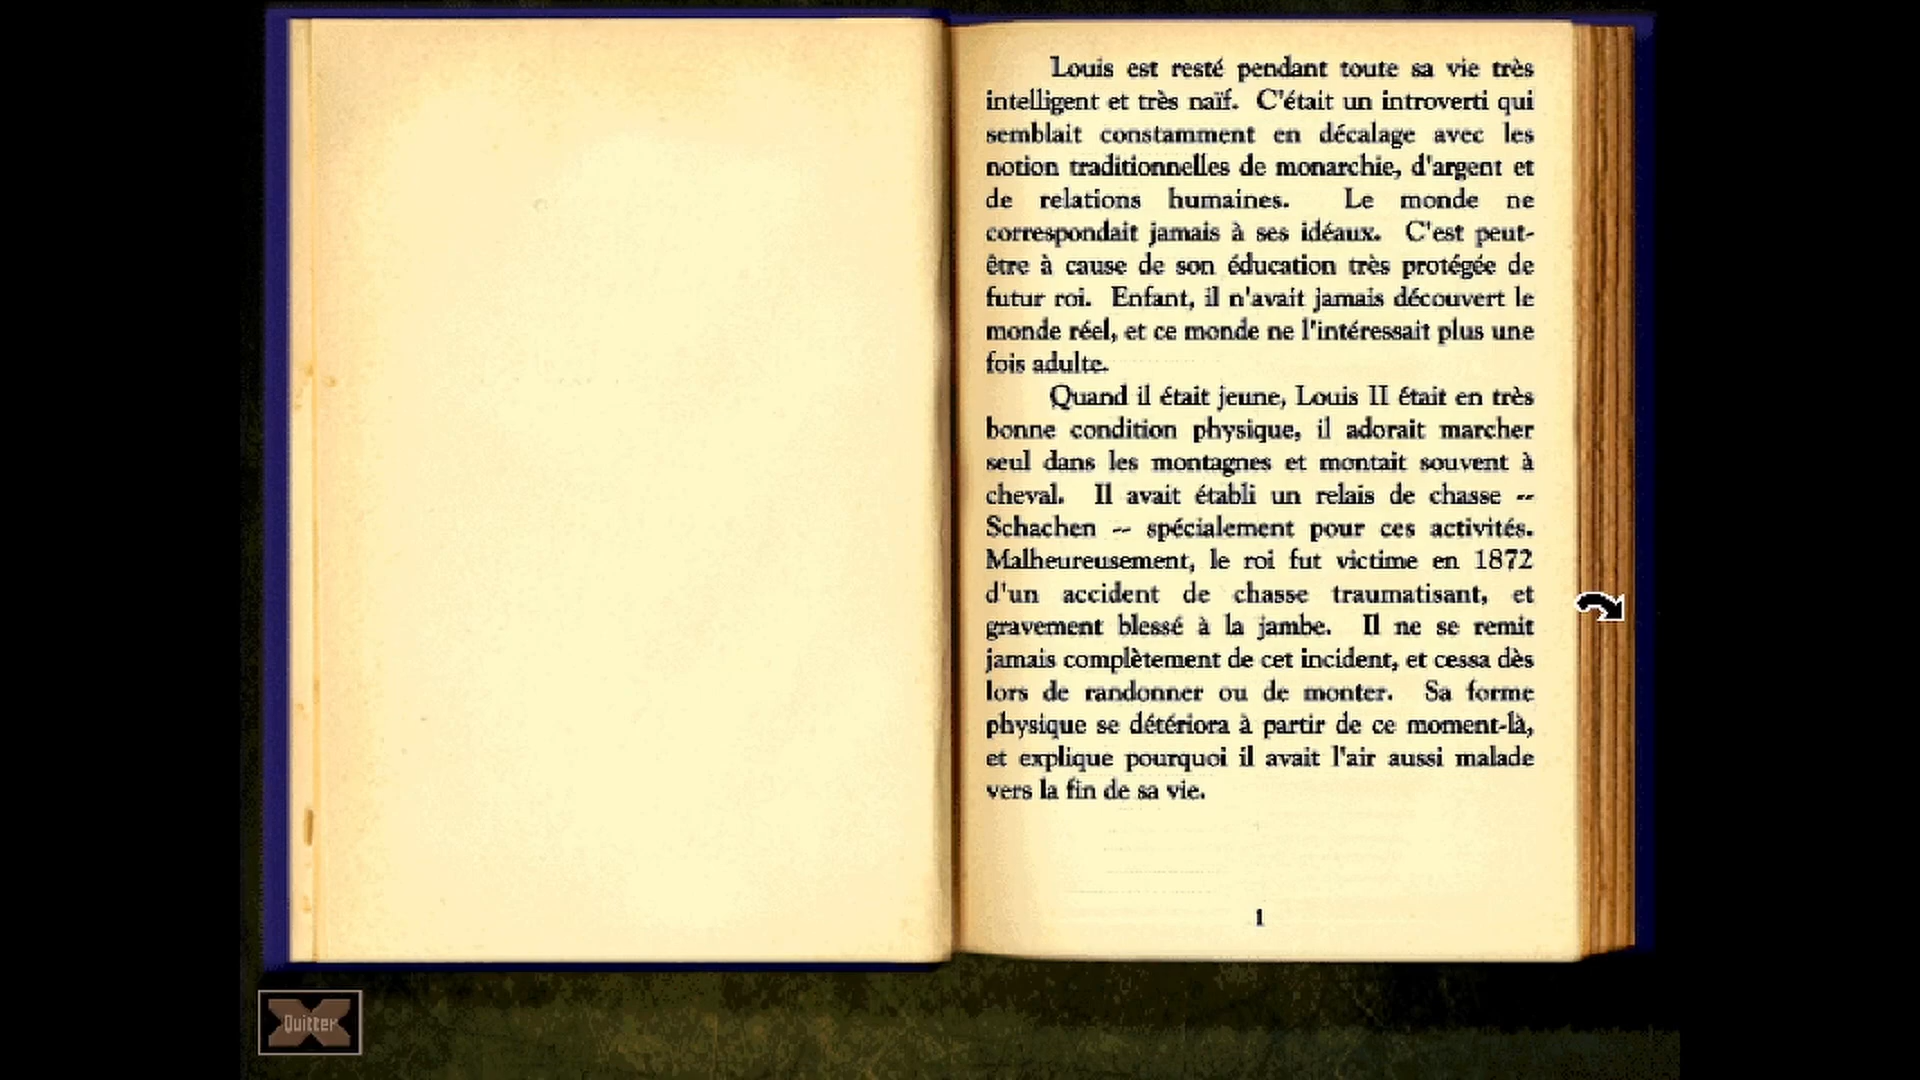 Louis est resté pendant toute sa vie très
intelligent et très naïf. C'était un introverti qui
semblait constamment en décalage avec les
notion traditionnelles de monarchie, d'argent et
de relations humaines. Le monde ne
correspondait jamais à ses idéaux. C'est peut-
être à cause de son éducation très protégée de
futur roi. Enfant, il n'avait jamais découvert le
monde réel, et ce monde ne l'intéressait plus une
fois adulte.
Quand il était jeune, Louis II était en très
bonne condition physique, il adorait marcher
seul dans les montagnes et montait souvent à
cheval. Il avait établi un relais de chasse --
Schachen -- spécialement pour ces activités.
Malheureusement, le roi fut victime en 1872
d'un accident de chasse traumatisant, et
gravement blessé à la jambe. Il ne se remit
jamais complètement de cet incident, et cessa dès
lors de randonner ou de monter. Sa forme
physique se détériora à partir de ce moment-là,
et explique pourquoi il avait l'air aussi malade
vers la fin de sa vie.
1
Quitter